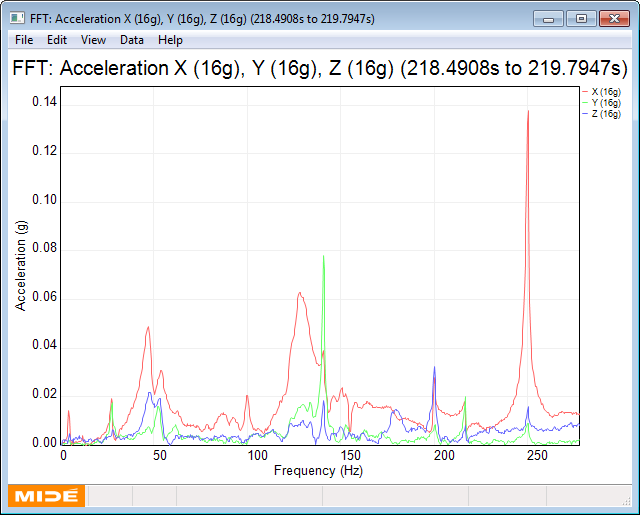 FFT: Acceleration X (16g), Y (16g), Z (16g) (218.4908s to 219.7947s)
File Edit View Data Help
FFT: Acceleration X (16g), Y (16g), Z (16g) (218.4908s to 219.7947s)
X (16g)
Y (16g)
Z (16g)
0.14
0.12
0.10
0.08
0.06
0.04
0.02
0.00
Acceleration (g)
0 50 100 150 200 250
Frequency (Hz)
MIDÉ